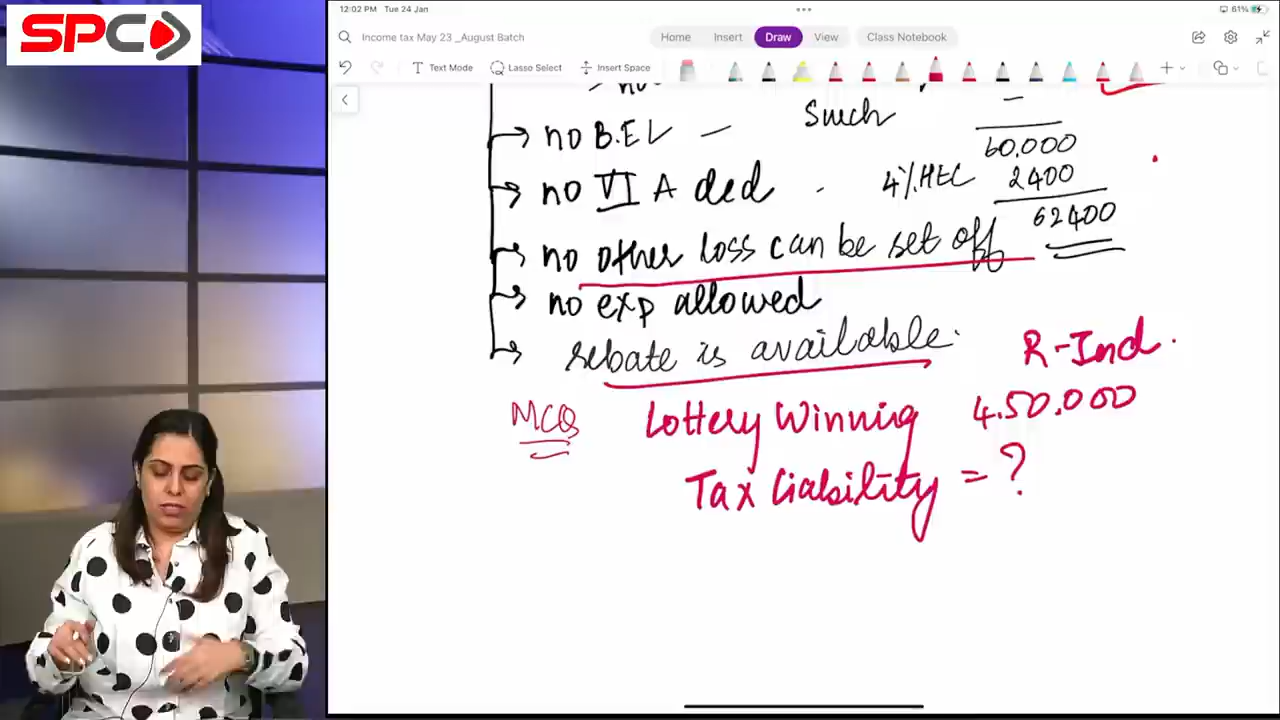 SPC
12:02 PM Tue 24 Jan
61%
Income tax May 23 _August Batch
Home Insert Draw View Class Notebook
Text Mode Lasso Select Insert Space
no B.EL — Such
60,000
no VI A ded - 4%.HEC 2400
62400
no other loss can be set off
no exp allowed
rebate is available.
R-Ind.
MCQ Lottery Winning 4,50,000
Tax liability = ?